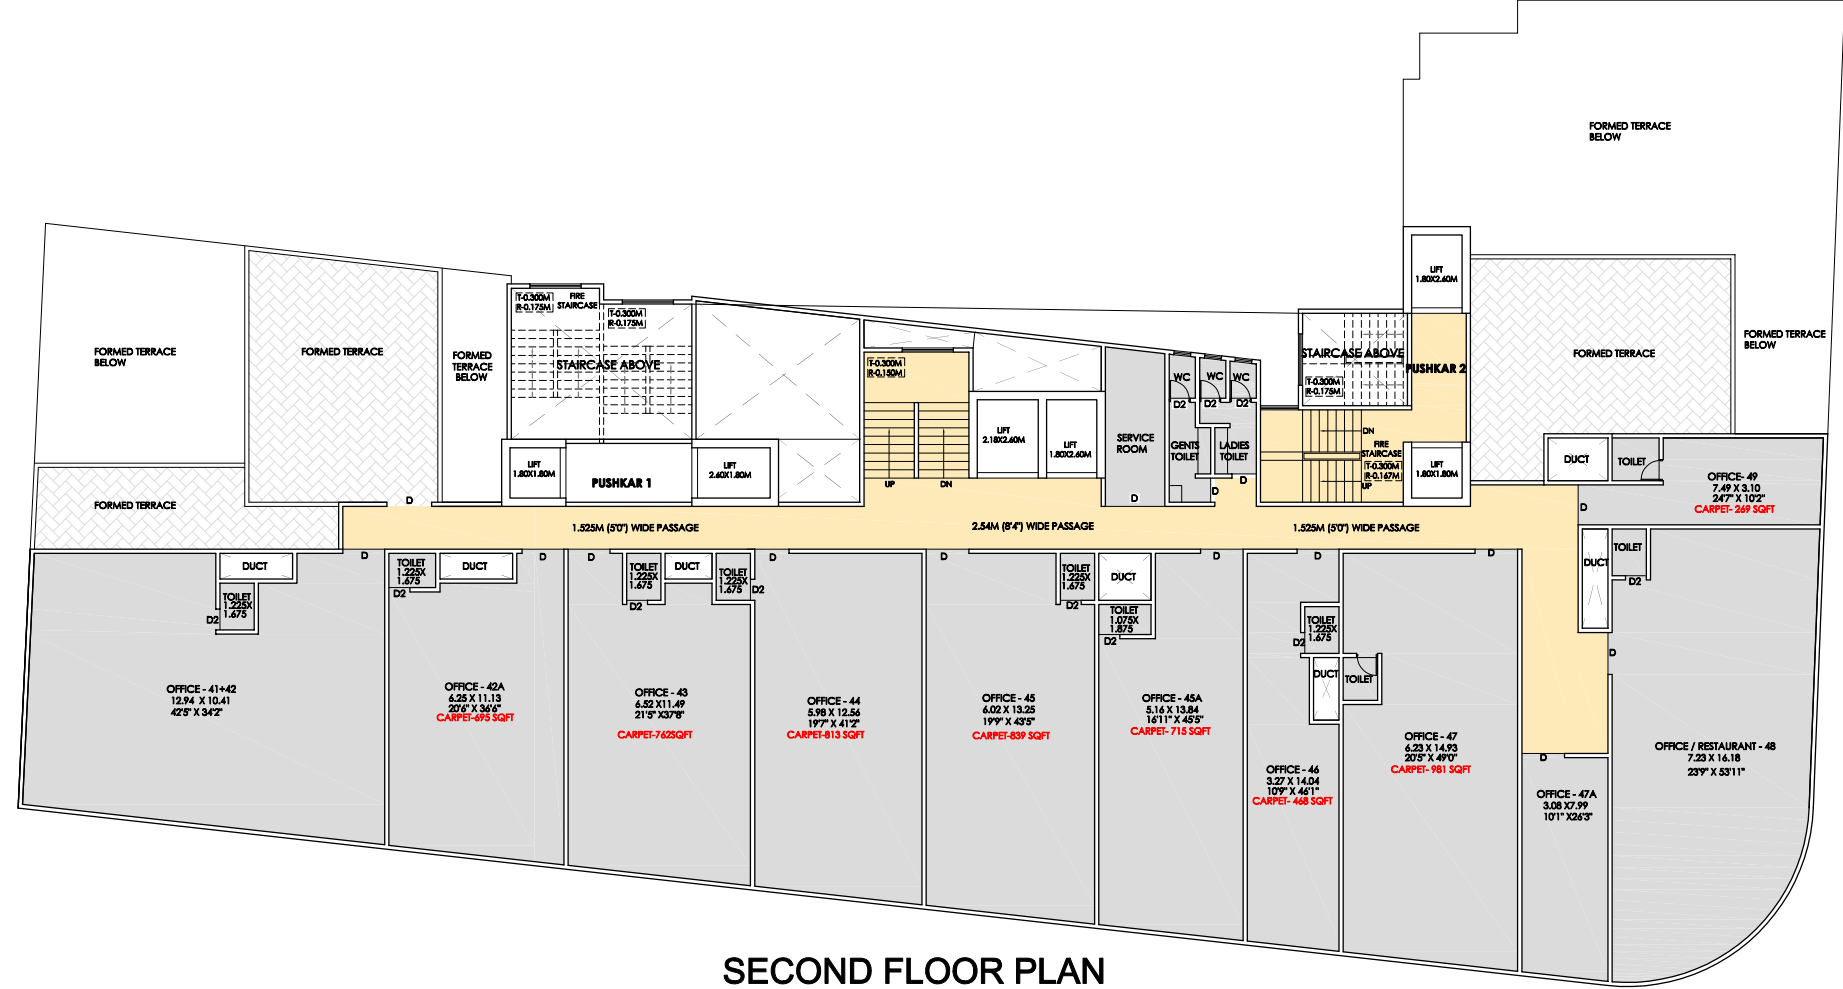 FORMED TERRACE
BELOW
LIFT
1.80X2.60M
T-0.300M
R-0.175M
FIRE
STAIRCASE
T-0.300M
R-0.175M
FORMED TERRACE
BELOW
FORMED TERRACE
FORMED
TERRACE
BELOW
STAIRCASE ABOVE
T-0.300M
R-0.150M
STAIRCASE ABOVE
PUSHKAR 2
T-0.300M
R-0.175M
FORMED TERRACE
FORMED TERRACE
BELOW
WC
WC
WC
D2
D2
D2
LIFT
2.18X2.60M
LIFT
1.80X2.60M
SERVICE
ROOM
GENTS
TOILET
LADIES
TOILET
DN
FIRE
STAIRCASE
T-0.300M
R-0.167M
UP
LIFT
1.80X1.80M
LIFT
1.80X1.80M
PUSHKAR 1
LIFT
2.60X1.80M
UP
DN
D
D
D
DUCT
TOILET
OFFICE- 49
7.49 X 3.10
24'7" X 10'2"
CARPET- 269 SQFT
D
FORMED TERRACE
D
1.525M (5'0") WIDE PASSAGE
2.54M (8'4") WIDE PASSAGE
1.525M (5'0") WIDE PASSAGE
D
D
D
D
D
D
D
D
DUCT
TOILET
1.225X
1.675
D2
TOILET
1.225X
1.675
D2
DUCT
TOILET
1.225X
1.675
D2
DUCT
TOILET
1.225X
1.675
D2
TOILET
1.225X
1.675
D2
DUCT
TOILET
1.075X
1.875
D2
TOILET
1.225X
1.675
D2
DUCT
TOILET
DUCT
TOILET
D2
D
OFFICE - 41+42
12.94 X 10.41
42'5" X 34'2"
OFFICE - 42A
6.25 X 11.13
20'6" X 36'6"
CARPET-695 SQFT
OFFICE - 43
6.52 X11.49
21'5" X37'8"
CARPET-762SQFT
OFFICE - 44
5.98 X 12.56
19'7" X 41'2"
CARPET-813 SQFT
OFFICE - 45
6.02 X 13.25
19'9" X 43'5"
CARPET-839 SQFT
OFFICE - 45A
5.16 X 13.84
16'11" X 45'5"
CARPET- 715 SQFT
OFFICE - 46
3.27 X 14.04
10'9" X 46'1"
CARPET- 468 SQFT
OFFICE - 47
6.23 X 14.93
20'5" X 49'0"
CARPET- 981 SQFT
D
OFFICE - 47A
3.08 X7.99
10'1" X26'3"
OFFICE / RESTAURANT - 48
7.23 X 16.18
23'9" X 53'11"
SECOND FLOOR PLAN